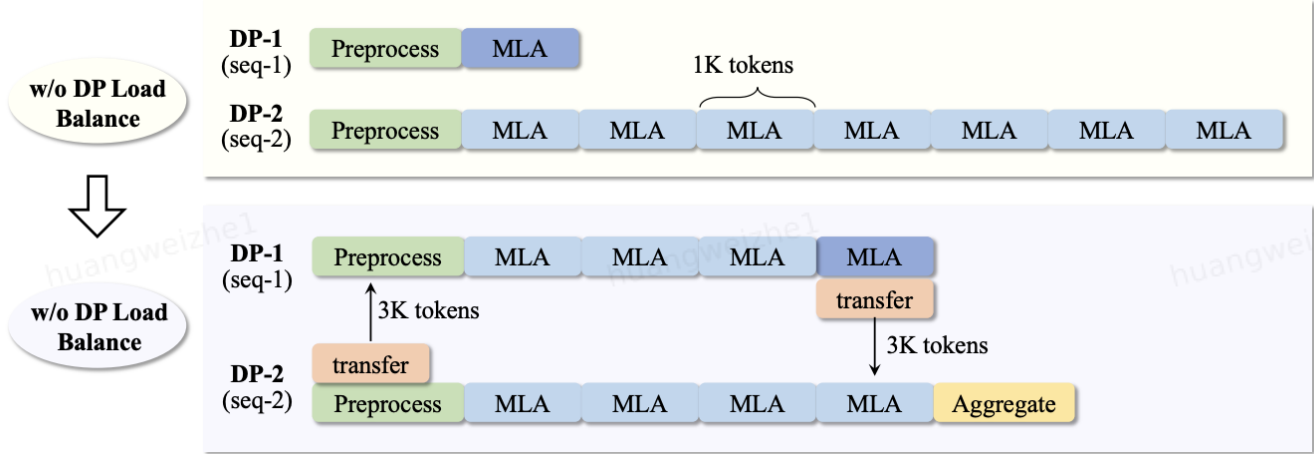 w/o DP Load
Balance
DP-1
(seq-1)
Preprocess MLA
1K tokens
DP-2
(seq-2)
Preprocess MLA MLA MLA MLA MLA MLA MLA
w/o DP Load
Balance
DP-1
(seq-1)
Preprocess MLA MLA MLA MLA
transfer
3K tokens
3K tokens
transfer
DP-2
(seq-2)
Preprocess MLA MLA MLA MLA Aggregate
huangweizhe1
huangweizhe1
huangweizhe